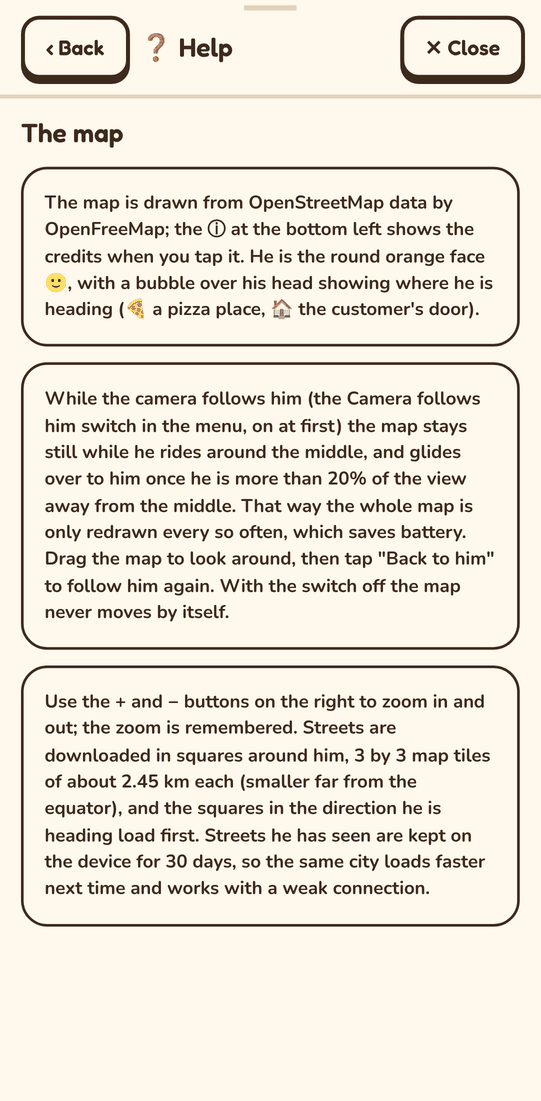 ‹ Back
❓ Help
✕ Close
The map
The map is drawn from OpenStreetMap data by
OpenFreeMap; the ⓘ at the bottom left shows the
credits when you tap it. He is the round orange face
🙂, with a bubble over his head showing where he is
heading (🍕 a pizza place, 🏠 the customer's door).
While the camera follows him (the Camera follows
him switch in the menu, on at first) the map stays
still while he rides around the middle, and glides
over to him once he is more than 20% of the view
away from the middle. That way the whole map is
only redrawn every so often, which saves battery.
Drag the map to look around, then tap "Back to him"
to follow him again. With the switch off the map
never moves by itself.
Use the + and − buttons on the right to zoom in and
out; the zoom is remembered. Streets are
downloaded in squares around him, 3 by 3 map tiles
of about 2.45 km each (smaller far from the
equator), and the squares in the direction he is
heading load first. Streets he has seen are kept on
the device for 30 days, so the same city loads faster
next time and works with a weak connection.